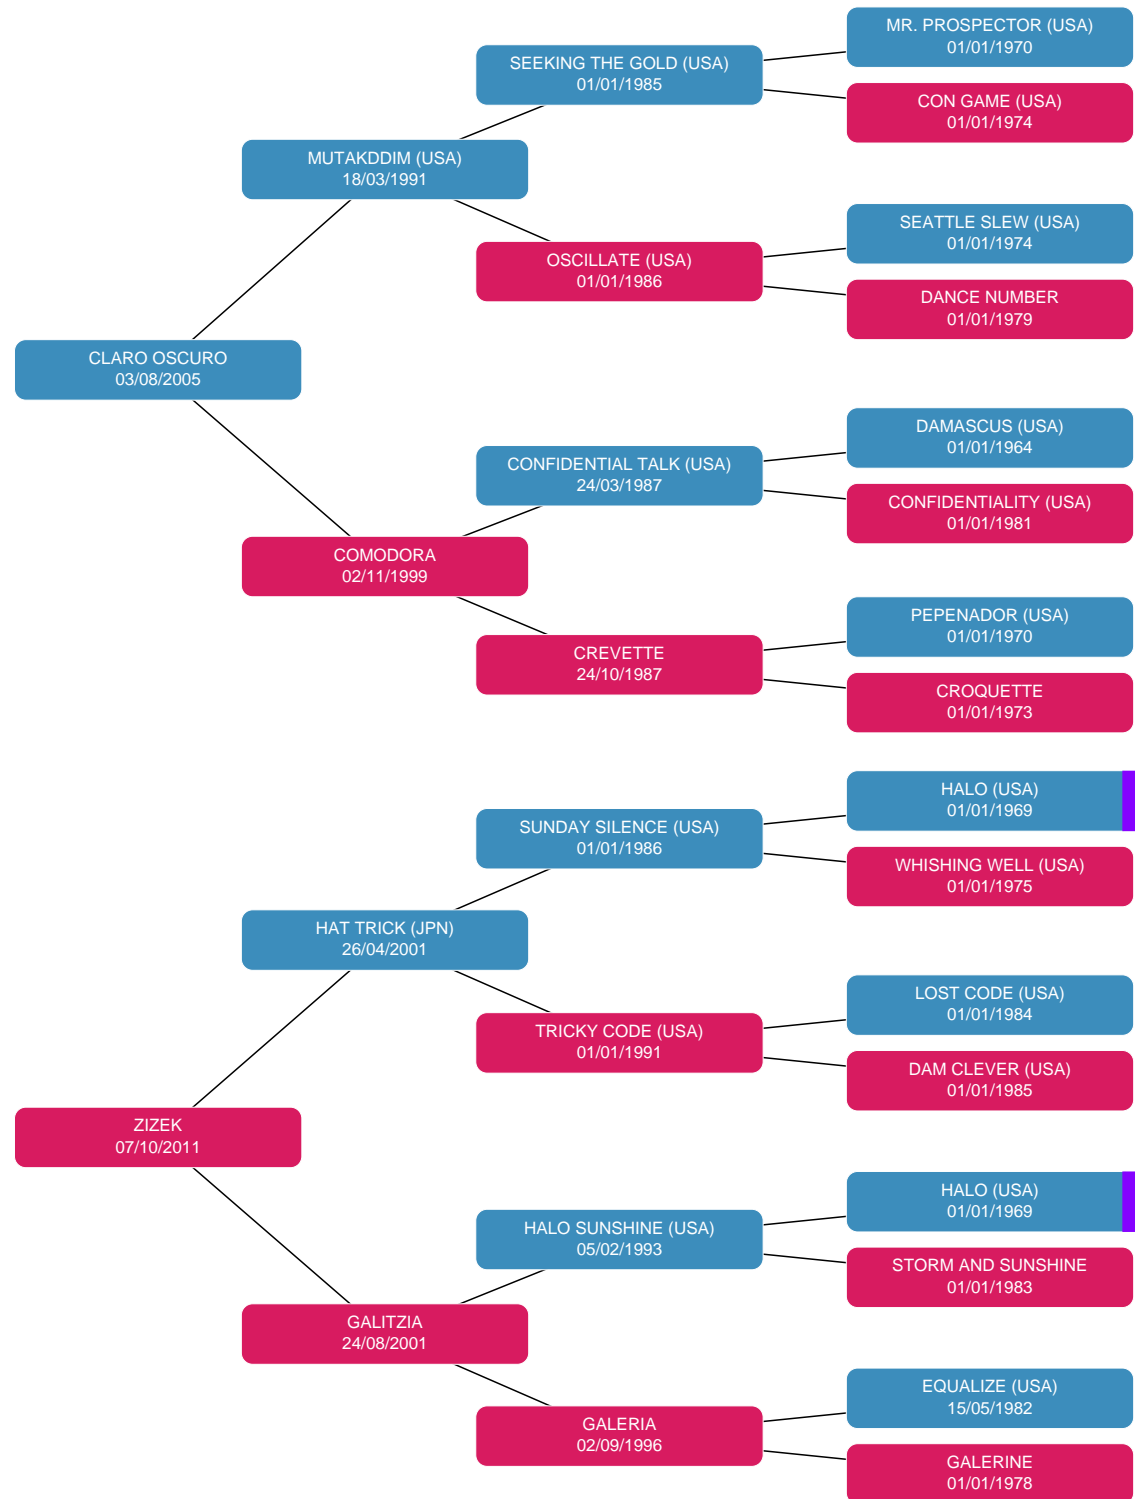 MR. PROSPECTOR (USA)
01/01/1970
SEEKING THE GOLD (USA)
01/01/1985
CON GAME (USA)
01/01/1974
MUTAKDDIM (USA)
18/03/1991
SEATTLE SLEW (USA)
01/01/1974
OSCILLATE (USA)
01/01/1986
DANCE NUMBER
01/01/1979
CLARO OSCURO
03/08/2005
DAMASCUS (USA)
01/01/1964
CONFIDENTIAL TALK (USA)
24/03/1987
CONFIDENTIALITY (USA)
01/01/1981
COMODORA
02/11/1999
PEPENADOR (USA)
01/01/1970
CREVETTE
24/10/1987
CROQUETTE
01/01/1973
HALO (USA)
01/01/1969
SUNDAY SILENCE (USA)
01/01/1986
WHISHING WELL (USA)
01/01/1975
HAT TRICK (JPN)
26/04/2001
LOST CODE (USA)
01/01/1984
TRICKY CODE (USA)
01/01/1991
DAM CLEVER (USA)
01/01/1985
ZIZEK
07/10/2011
HALO (USA)
01/01/1969
HALO SUNSHINE (USA)
05/02/1993
STORM AND SUNSHINE
01/01/1983
GALITZIA
24/08/2001
EQUALIZE (USA)
15/05/1982
GALERIA
02/09/1996
GALERINE
01/01/1978